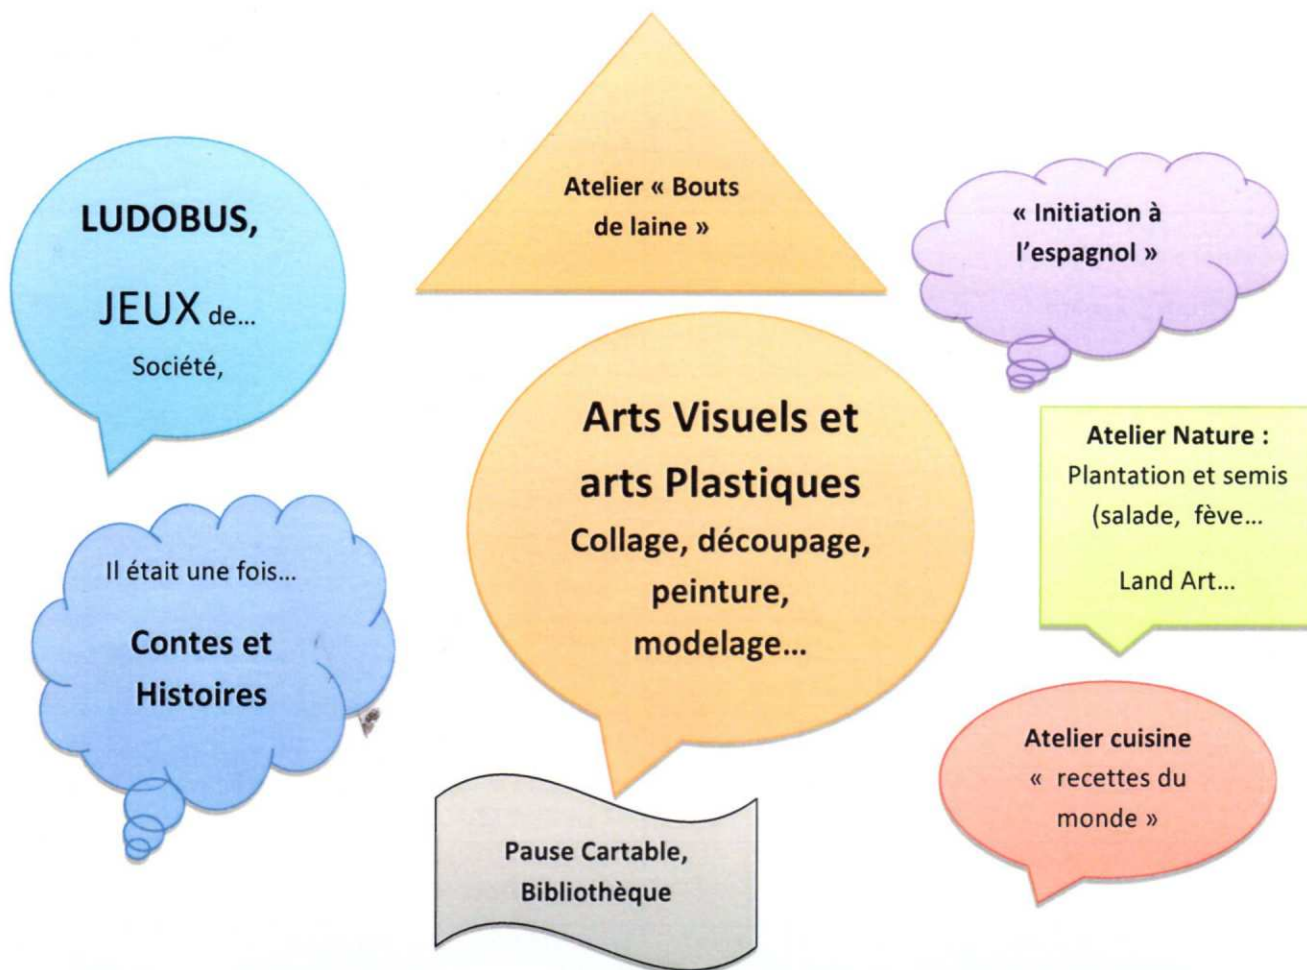 Atelier « Bouts
de laine »
LUDOBUS,
JEUX de...
Société,
« Initiation à
l'espagnol »
Arts Visuels et
arts Plastiques
Collage, découpage,
peinture,
modelage...
Atelier Nature :
Plantation et semis
(salade, fève...
Land Art...
Il était une fois...
Contes et
Histoires
Atelier cuisine
« recettes du
monde »
Pause Cartable,
Bibliothèque